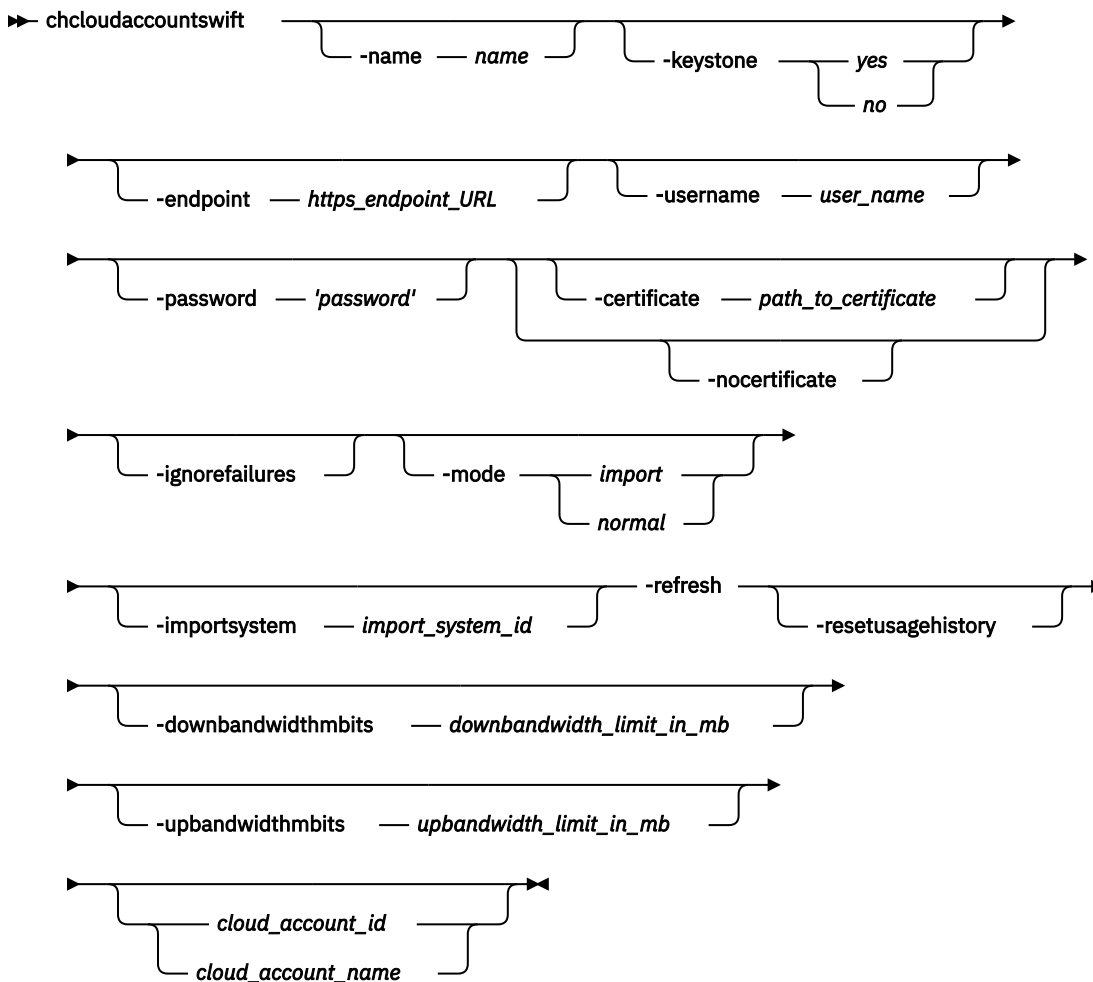 chcloudaccountswift
-name name -keystone yes
no
-endpoint https_endpoint_URL -username user_name
-password 'password' -certificate path_to_certificate
-nocertificate
-ignorefailures -mode import
normal
-refresh
-importsystem import_system_id -resetusagehistory
-downbandwidthmbits downbandwidth_limit_in_mb
-upbandwidthmbits upbandwidth_limit_in_mb
cloud_account_id
cloud_account_name